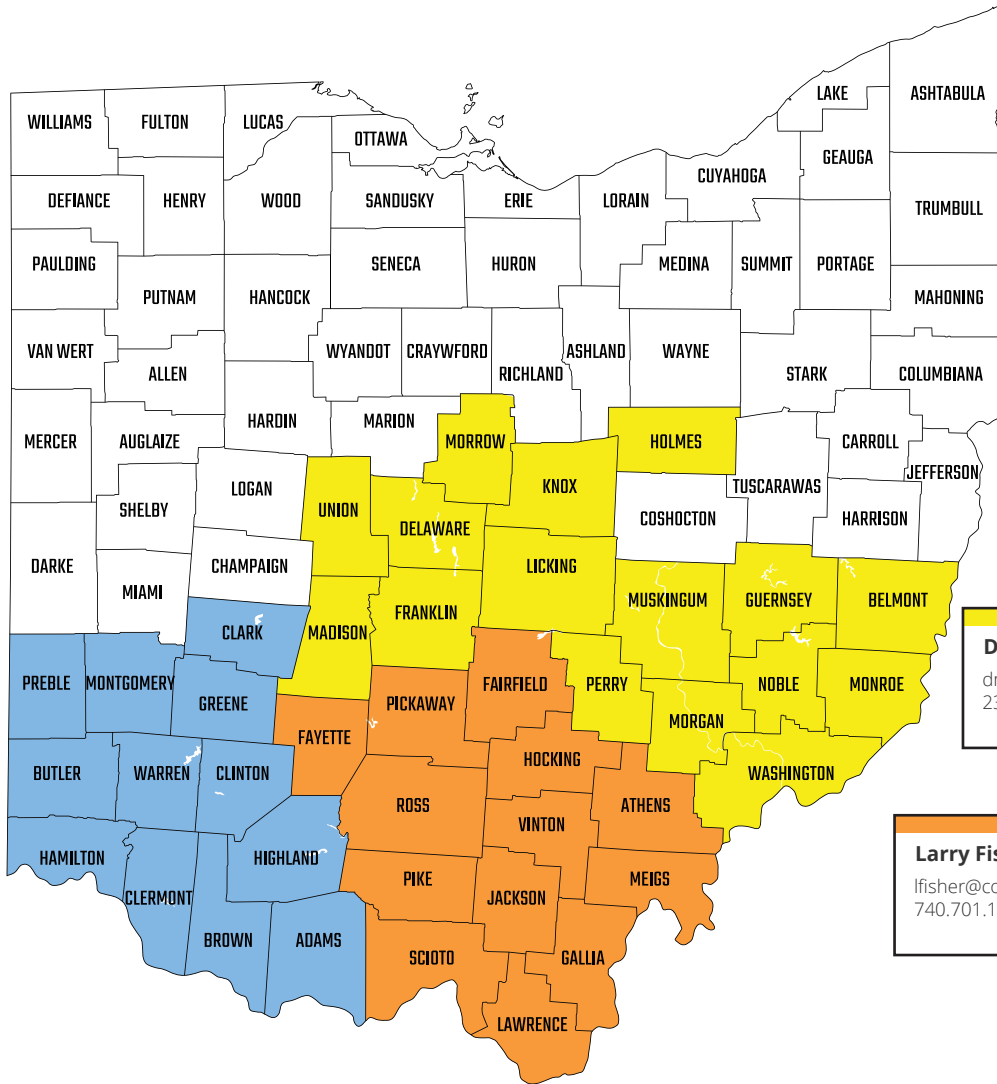 LAKE
ASHTABULA
WILLIAMS
FULTON
LUCAS
OTTAWA
GEAUGA
CUYAHOGA
DEFIANCE
HENRY
WOOD
SANDUSKY
ERIE
LORAIN
TRUMBULL
PAULDING
SENECA
HURON
MEDINA
SUMMIT
PORTAGE
PUTNAM
HANCOCK
MAHONING
VAN WERT
WYANDOT
CRAYWFORD
ASHLAND
WAYNE
ALLEN
RICHLAND
STARK
COLUMBIANA
MERCER
AUGLAIZE
HARDIN
MARION
MORROW
HOLMES
CARROLL
JEFFERSON
LOGAN
KNOX
TUSCARAWAS
SHELBY
UNION
DELAWARE
COSHOCTON
HARRISON
DARKE
CHAMPAIGN
LICKING
MIAMI
FRANKLIN
MUSKINGUM
GUERNSEY
BELMONT
CLARK
MADISON
PREBLE
MONTGOMERY
GREENE
PICKAWAY
FAIRFIELD
PERRY
NOBLE
MONROE
D
dr
23
FAYETTE
MORGAN
BUTLER
WARREN
CLINTON
HOCKING
WASHINGTON
ROSS
ATHENS
VINTON
HAMILTON
HIGHLAND
PIKE
MEIGS
Larry Fis
lfisher@co
740.701.1
CLERMONT
JACKSON
BROWN
ADAMS
SCIOTO
GALLIA
LAWRENCE